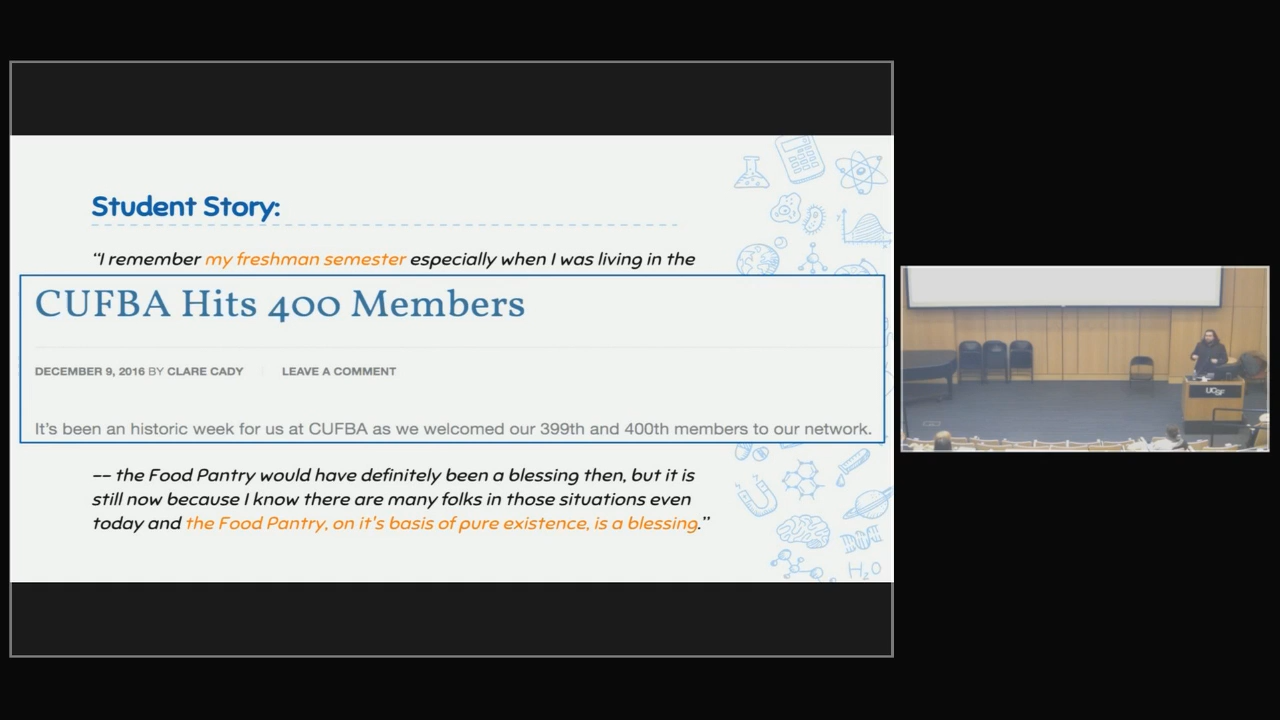 Student Story:
“I remember my freshman semester especially when I was living in the
CUFBA Hits 400 Members
DECEMBER 9, 2016 BY CLARE CADY LEAVE A COMMENT
It’s been an historic week for us at CUFBA as we welcomed our 399th and 400th members to our network.
-- the Food Pantry would have definitely been a blessing then, but it is
still now because I know there are many folks in those situations even
today and the Food Pantry, on it's basis of pure existence, is a blessing.”
H2O
UCSF